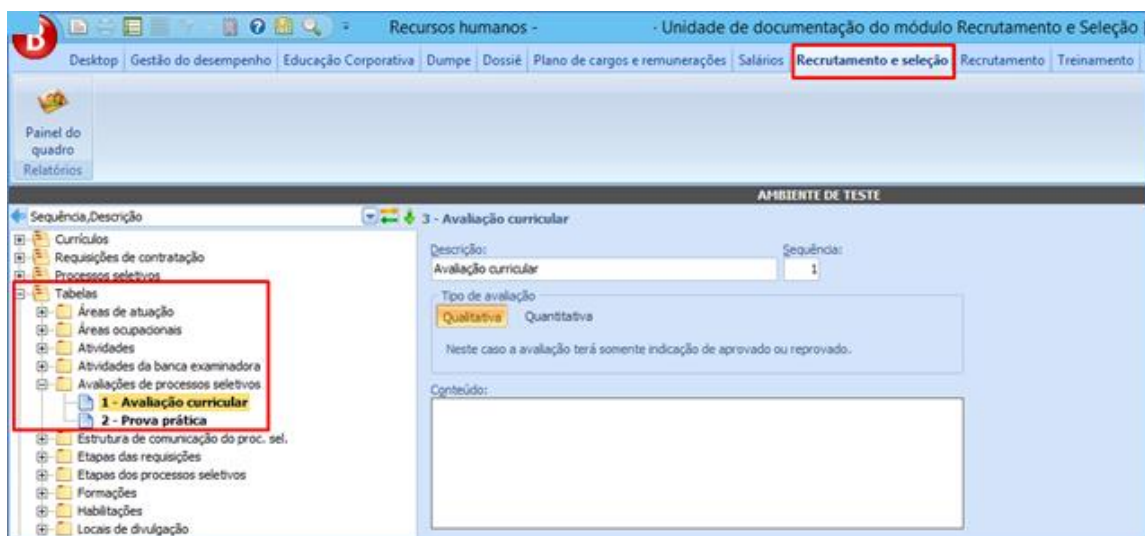 Recursos humanos - - Unidade de documentação do módulo Recrutamento e Seleção
Desktop Gestão do desempenho Educação Corporativa Dumpe Dossiê Plano de cargos e remunerações Salários Recrutamento e seleção Recrutamento Treinamento
Painel do
quadro
Relatórios
AMBIENTE DE TESTE
Sequência,Descrição
Currículos
Requisições de contratação
Processos seletivos
Tabelas
Áreas de atuação
Áreas ocupacionais
Atividades
Atividades da banca examinadora
Avaliações de processos seletivos
1 - Avaliação curricular
2 - Prova prática
Estrutura de comunicação do proc. sel.
Etapas das requisições
Etapas dos processos seletivos
Formações
Habilitações
Locais de divulgação
3 - Avaliação curricular
Descrição: Sequência:
Avaliação curricular 1
Tipo de avaliação
Qualitativa Quantitativa
Neste caso a avaliação terá somente indicação de aprovado ou reprovado.
Conteúdo: